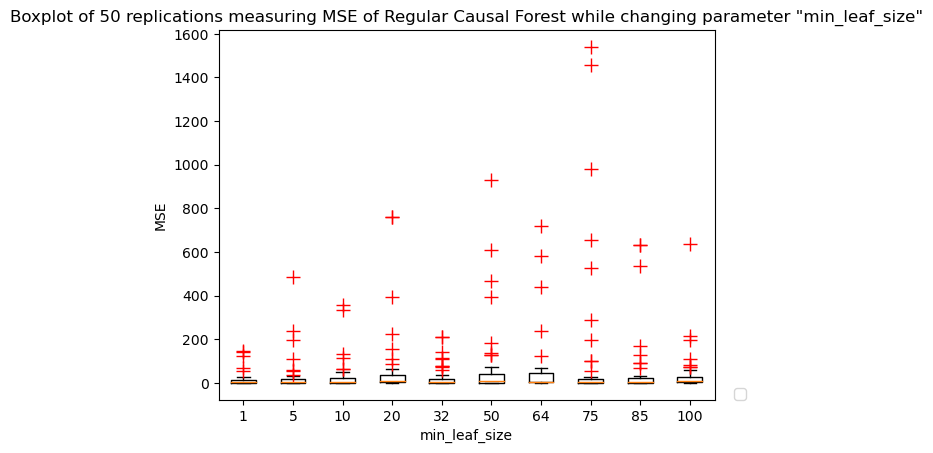 Boxplot of 50 replications measuring MSE of Regular Causal Forest while changing parameter "min_leaf_size"
1600
1400
1200
1000
800
600
400
200
0
MSE
1 5 10 20 32 50 64 75 85 100
min_leaf_size